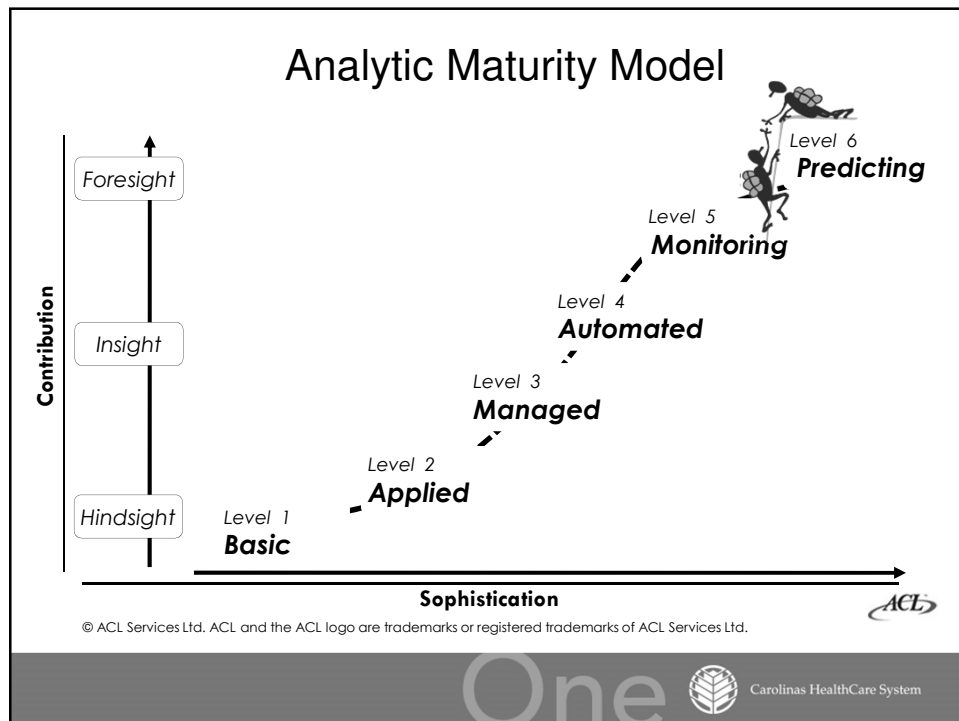 Analytic Maturity Model
Foresight
Insight
Hindsight
Contribution
Level 6
Predicting
Level 5
Monitoring
Level 4
Automated
Level 3
Managed
Level 2
Applied
Level 1
Basic
Sophistication
ACL
© ACL Services Ltd. ACL and the ACL logo are trademarks or registered trademarks of ACL Services Ltd.
One
Carolinas HealthCare System